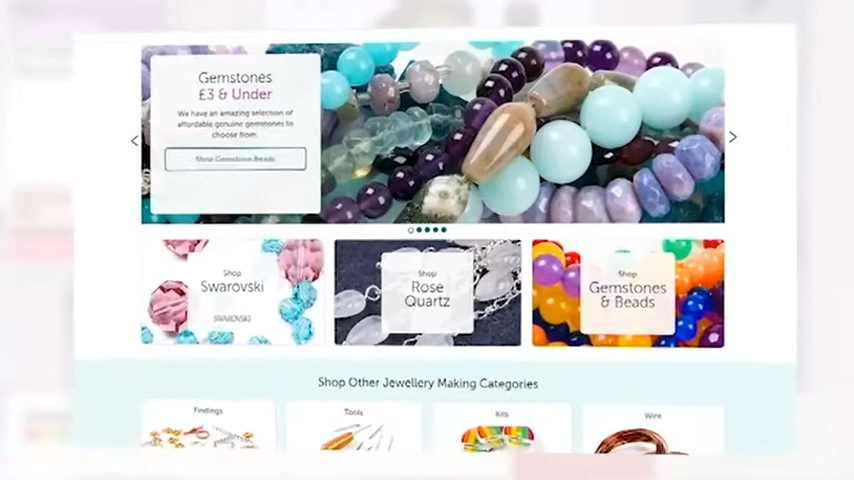 Gemstones
£3 & Under
We have an amazing selection of
affordable genuine gemstones to
choose from
Shop Gemstone Beads
Shop
Swarovski
SWAROVSKI
Shop
Rose
Quartz
Shop
Gemstones
& Beads
Shop Other Jewellery Making Categories
Findings
Tools
Kits
Wire